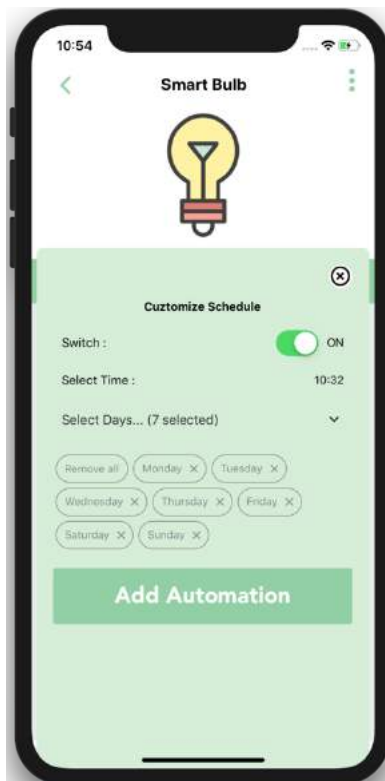 10:54
Smart Bulb
Cuztomize Schedule
Switch : ON
Select Time : 10:32
Select Days... (7 selected)
Remove all Monday × Tuesday ×
Wednesday × Thursday × Friday ×
Saturday × Sunday ×
Add Automation